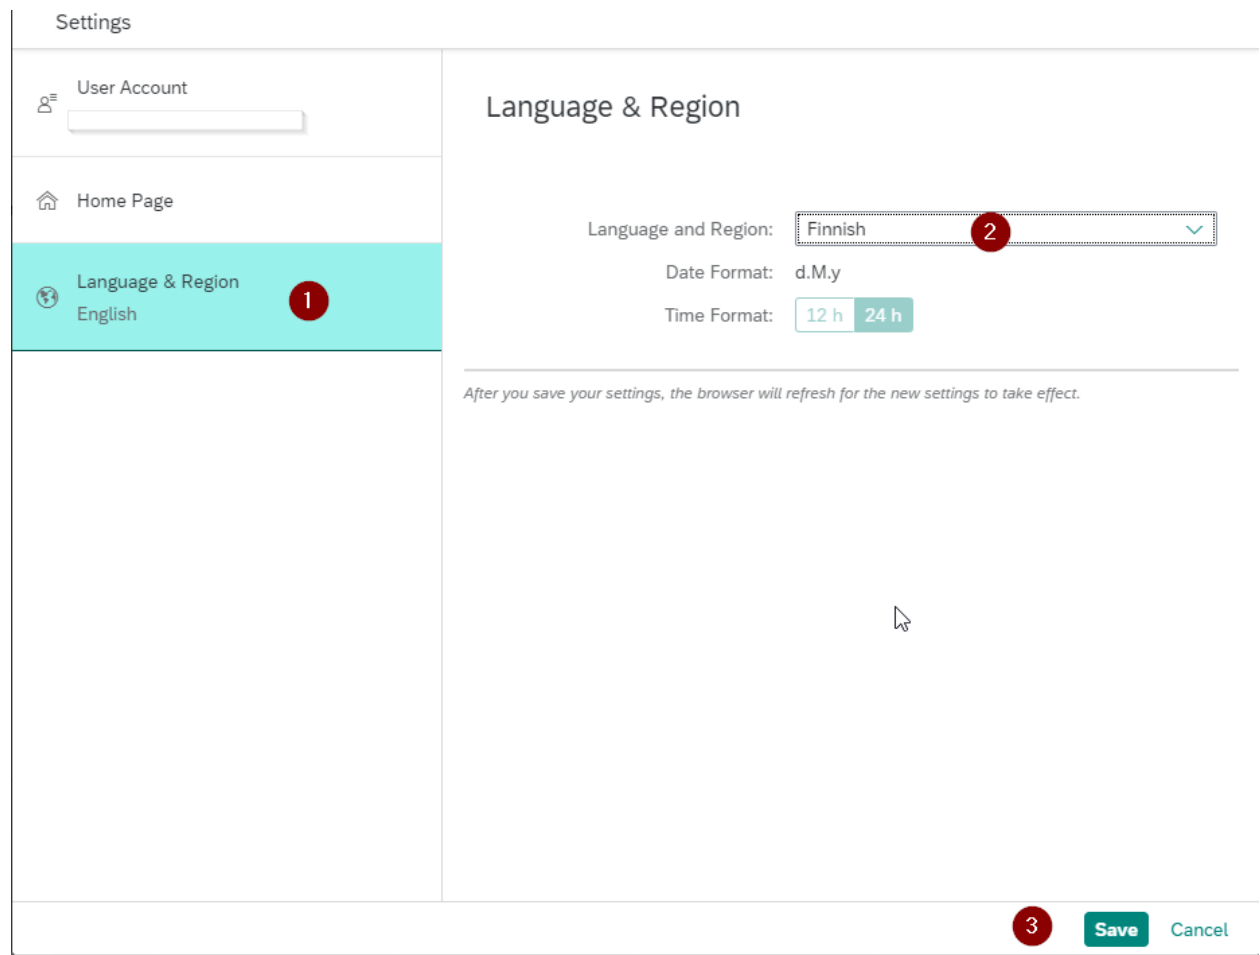 Settings
User Account
Home Page
Language & Region
English
1
Language & Region
Language and Region: Finnish 2
Date Format: d.M.y
Time Format: 12 h 24 h
After you save your settings, the browser will refresh for the new settings to take effect.
3 Save Cancel